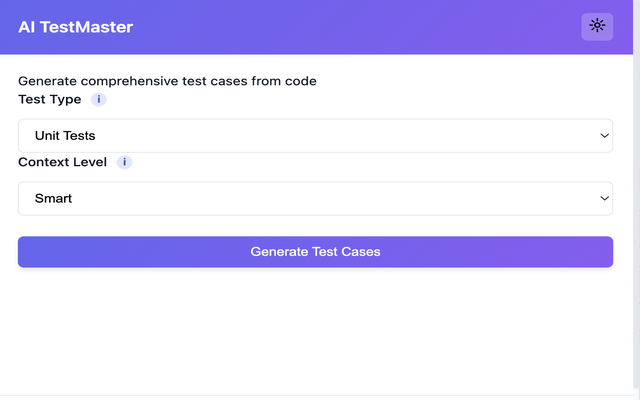 AI TestMaster
Generate comprehensive test cases from code
Test Type i
Unit Tests
Context Level i
Smart
Generate Test Cases